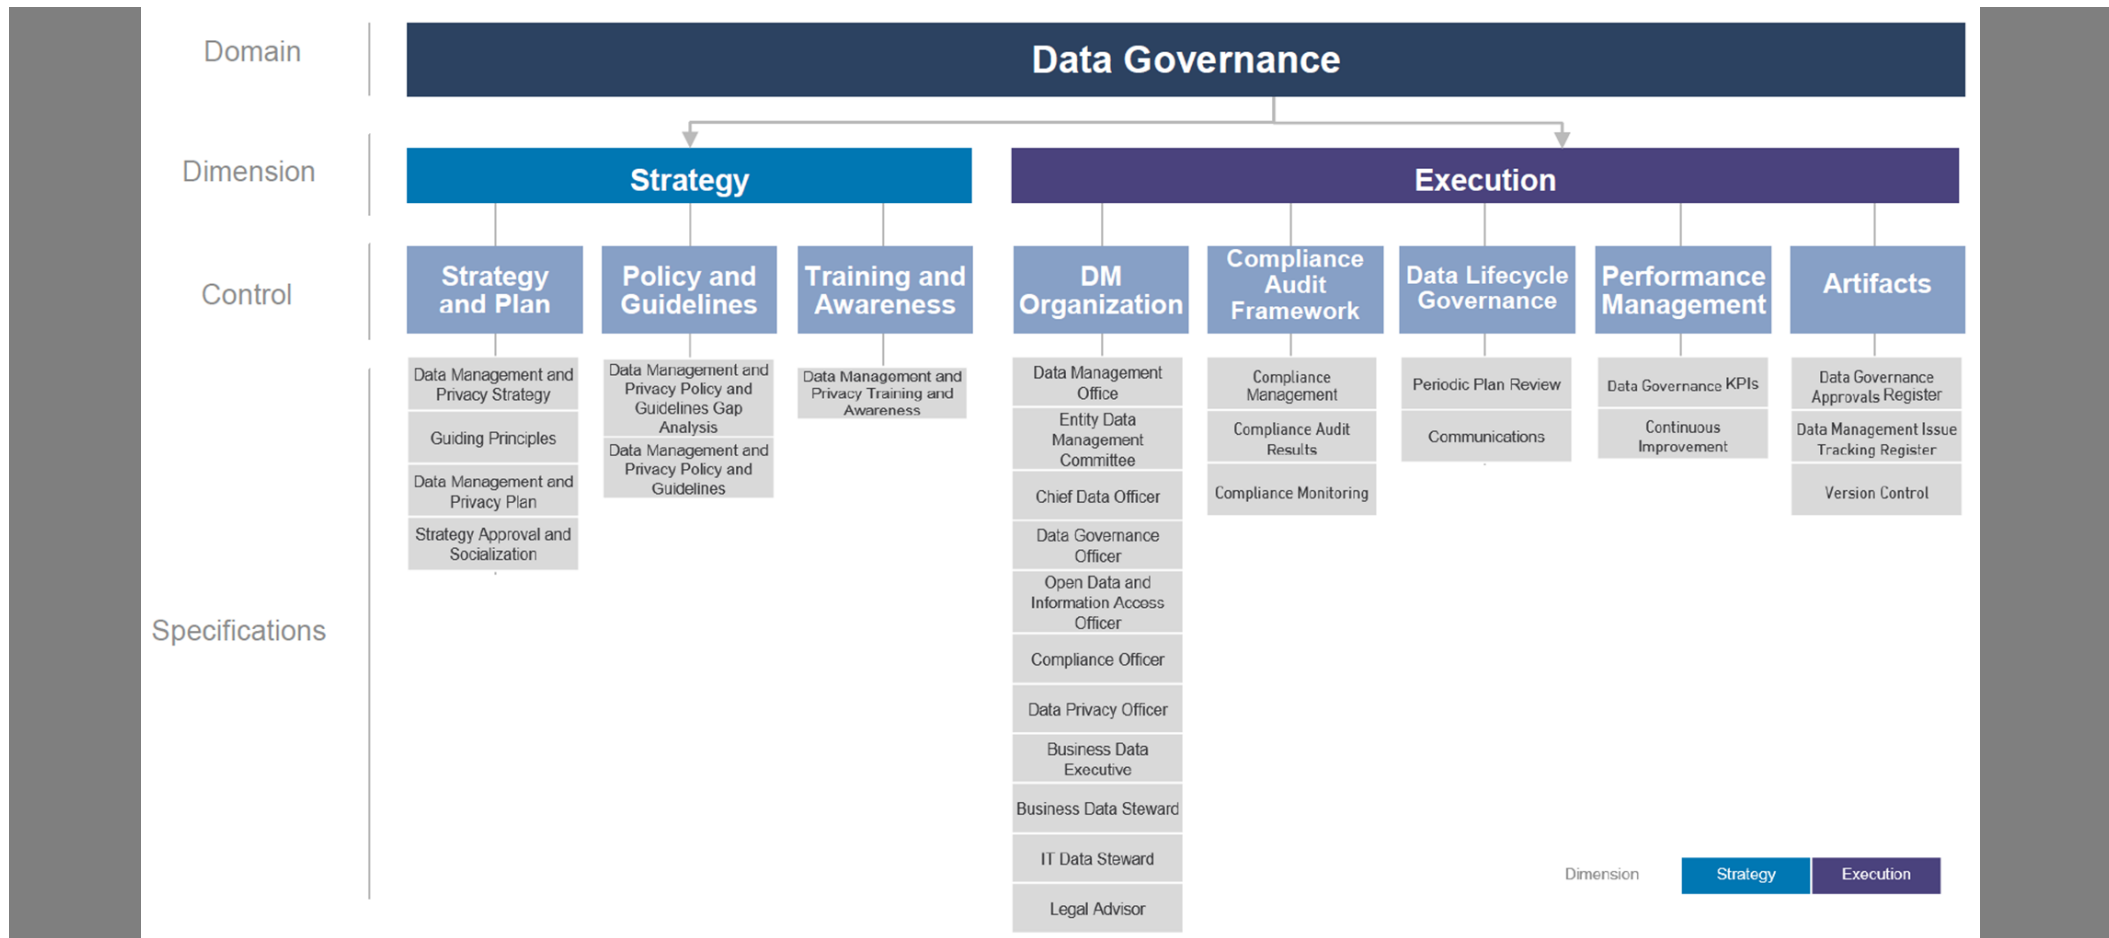 Domain
Data Governance
Dimension
Strategy
Execution
Control
Strategy
and Plan
Policy and
Guidelines
Training and
Awareness
DM
Organization
Compliance
Audit
Framework
Data Lifecycle
Governance
Performance
Management
Artifacts
Specifications
Data Management and
Privacy Strategy
Guiding Principles
Data Management and
Privacy Plan
Strategy Approval and
Socialization
Data Management and
Privacy Policy and
Guidelines Gap
Analysis
Data Management and
Privacy Policy and
Guidelines
Data Management and
Privacy Training and
Awareness
Data Management
Office
Entity Data
Management
Committee
Chief Data Officer
Data Governance
Officer
Open Data and
Information Access
Officer
Compliance Officer
Data Privacy Officer
Business Data
Executive
Business Data Steward
IT Data Steward
Legal Advisor
Compliance
Management
Compliance Audit
Results
Compliance Monitoring
Periodic Plan Review
Communications
Data Governance KPIs
Continuous
Improvement
Data Governance
Approvals Register
Data Management Issue
Tracking Register
Version Control
Dimension
Strategy
Execution